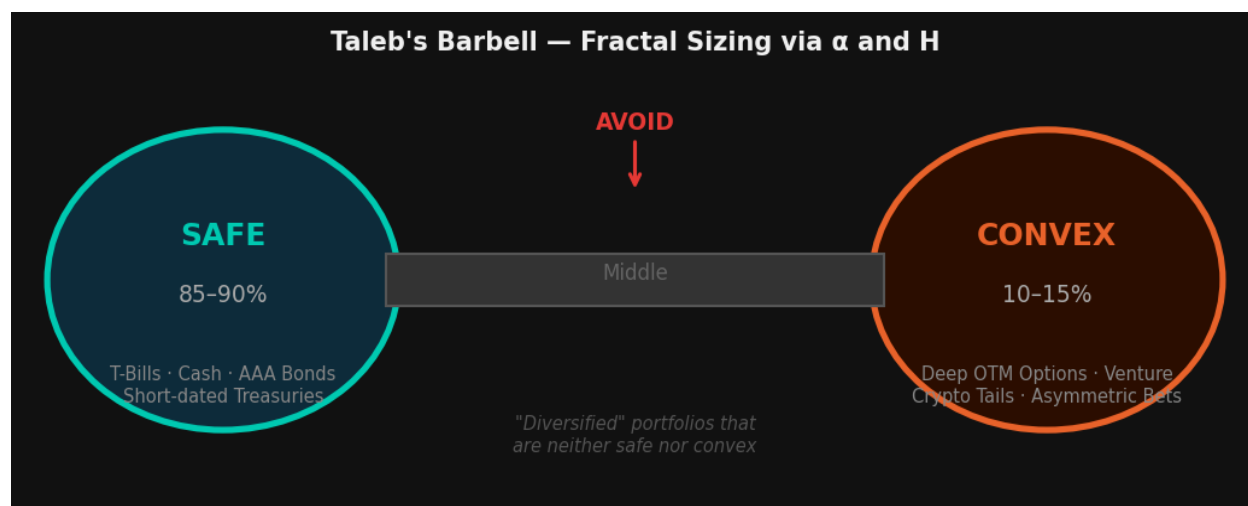 Taleb's Barbell — Fractal Sizing via α and H
AVOID
SAFE
85–90%
T-Bills · Cash · AAA Bonds
Short-dated Treasuries
Middle
"Diversified" portfolios that
are neither safe nor convex
CONVEX
10–15%
Deep OTM Options · Venture
Crypto Tails · Asymmetric Bets